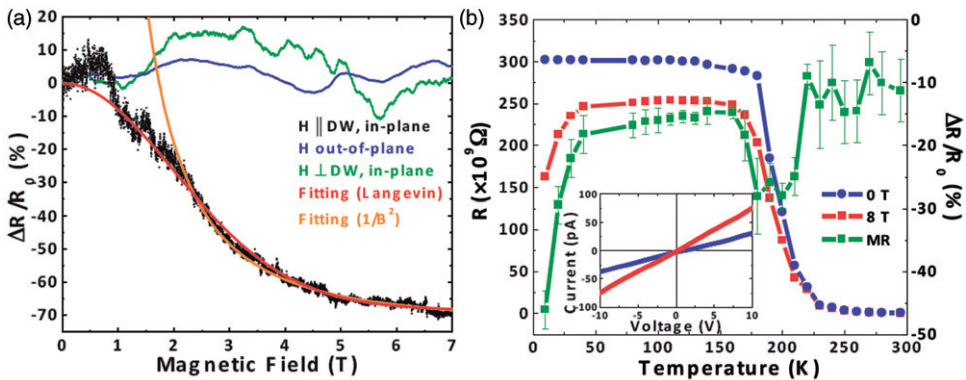 (a)
20
10
0
-10
-20
-30
-40
-50
-60
-70
ΔR/R0 (%)
H ∥ DW, in-plane
H out-of-plane
H ⊥ DW, in-plane
Fitting (Langevin)
Fitting (1/B²)
0 1 2 3 4 5 6 7
Magnetic Field (T)
(b)
350
300
250
200
150
100
50
0
R (×10⁹ Ω)
0
-10
-20
-30
-40
-50
ΔR/R0 (%)
0 T
8 T
MR
100
50
0
-50
-100
Current (pA)
-10 0 10
Voltage (V)
0 50 100 150 200 250 300
Temperature (K)